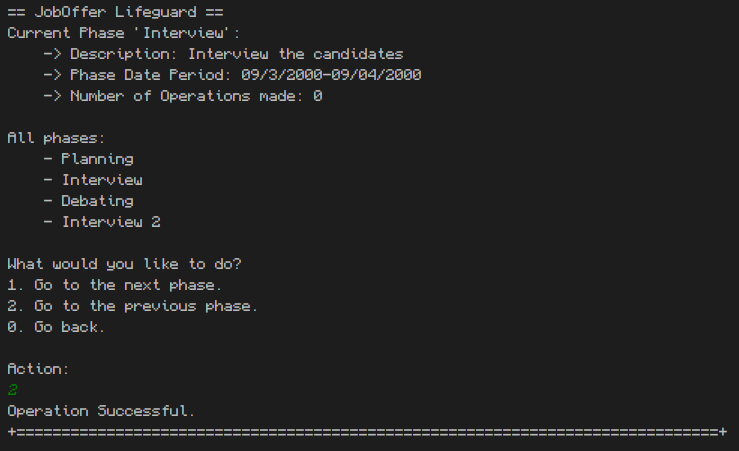 == JobOffer Lifeguard ==
Current Phase 'Interview':
    -> Description: Interview the candidates
    -> Phase Date Period: 09/3/2000-09/04/2000
    -> Number of Operations made: 0

All phases:
    - Planning
    - Interview
    - Debating
    - Interview 2

What would you like to do?
1. Go to the next phase.
2. Go to the previous phase.
0. Go back.

Action:
2
Operation Successful.
+==============================================================================+